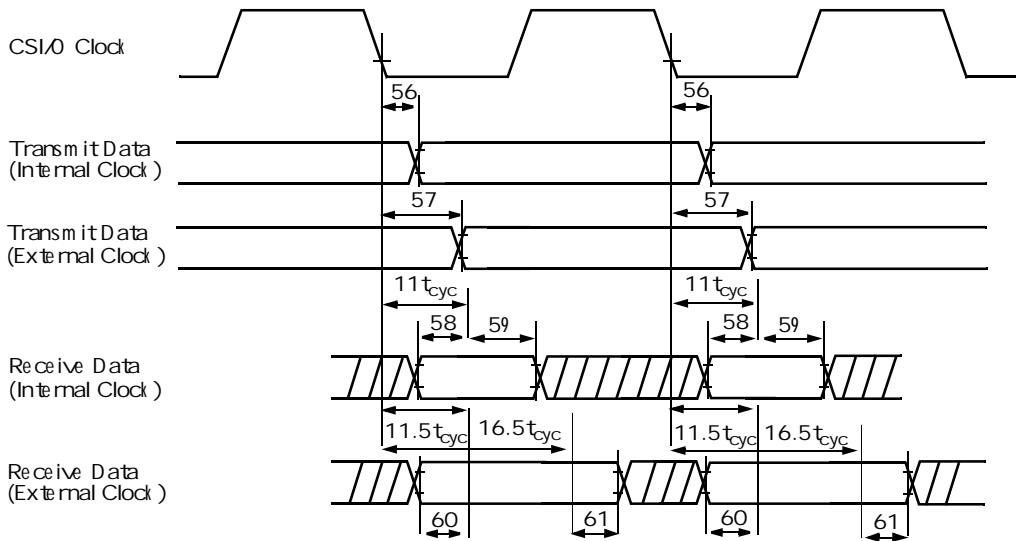 CSI/O Clock
56 56
Transmit Data
(Internal Clock)
57 57
Transmit Data
(External Clock)
11tcyc 11tcyc
58 59 58 59
Receive Data
(Internal Clock)
11.5tcyc 16.5tcyc 11.5tcyc 16.5tcyc
Receive Data
(External Clock)
60 61 60 61